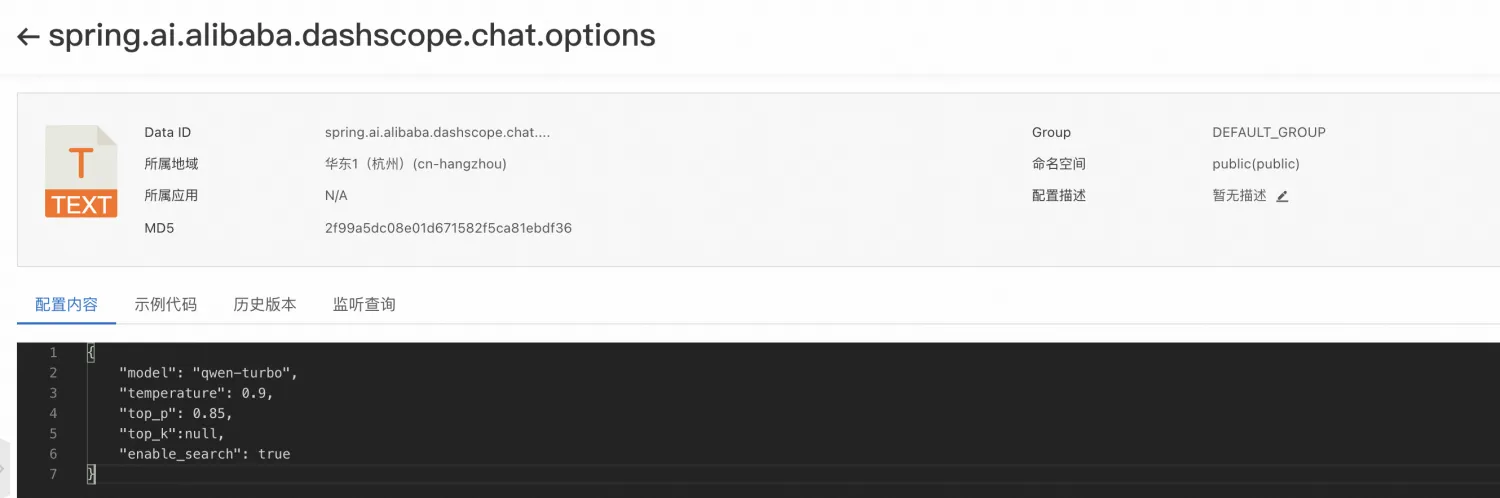 ← spring.ai.alibaba.dashscope.chat.options
T
TEXT
Data ID spring.ai.alibaba.dashscope.chat.... Group DEFAULT_GROUP
所属地域 华东1（杭州）(cn-hangzhou) 命名空间 public(public)
所属应用 N/A 配置描述 暂无描述
MD5 2f99a5dc08e01d671582f5ca81ebdf36
配置内容 示例代码 历史版本 监听查询
1 {
2 "model": "qwen-turbo",
3 "temperature": 0.9,
4 "top_p": 0.85,
5 "top_k":null,
6 "enable_search": true
7 }